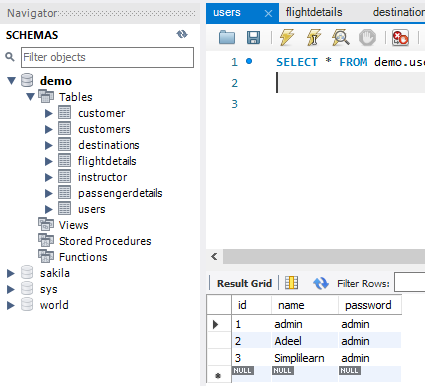 Navigator
SCHEMAS
Filter objects
demo
Tables
customer
customers
destinations
flightdetails
instructor
passengerdetails
users
Views
Stored Procedures
Functions
sakila
sys
world
users flightdetails destination
1 SELECT * FROM demo.use
2
3
Result Grid Filter Rows:
id name password
1 admin admin
2 Adeel admin
3 Simplilearn admin
NULL NULL NULL